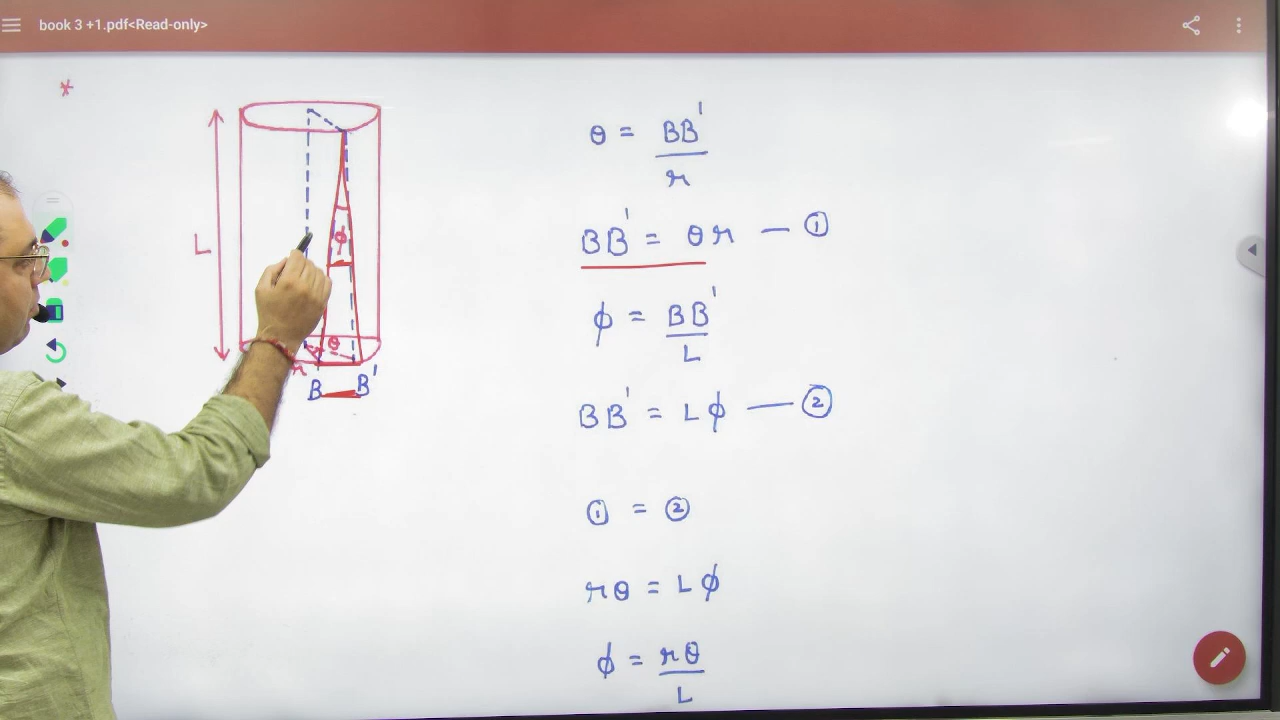 book 3 +1.pdf<Read-only>
*
L
ϕ
θ
r
B B'
θ = BB'/r
BB' = θr — ①
ϕ = BB'/L
BB' = Lϕ — ②
① = ②
rθ = Lϕ
ϕ = rθ/L